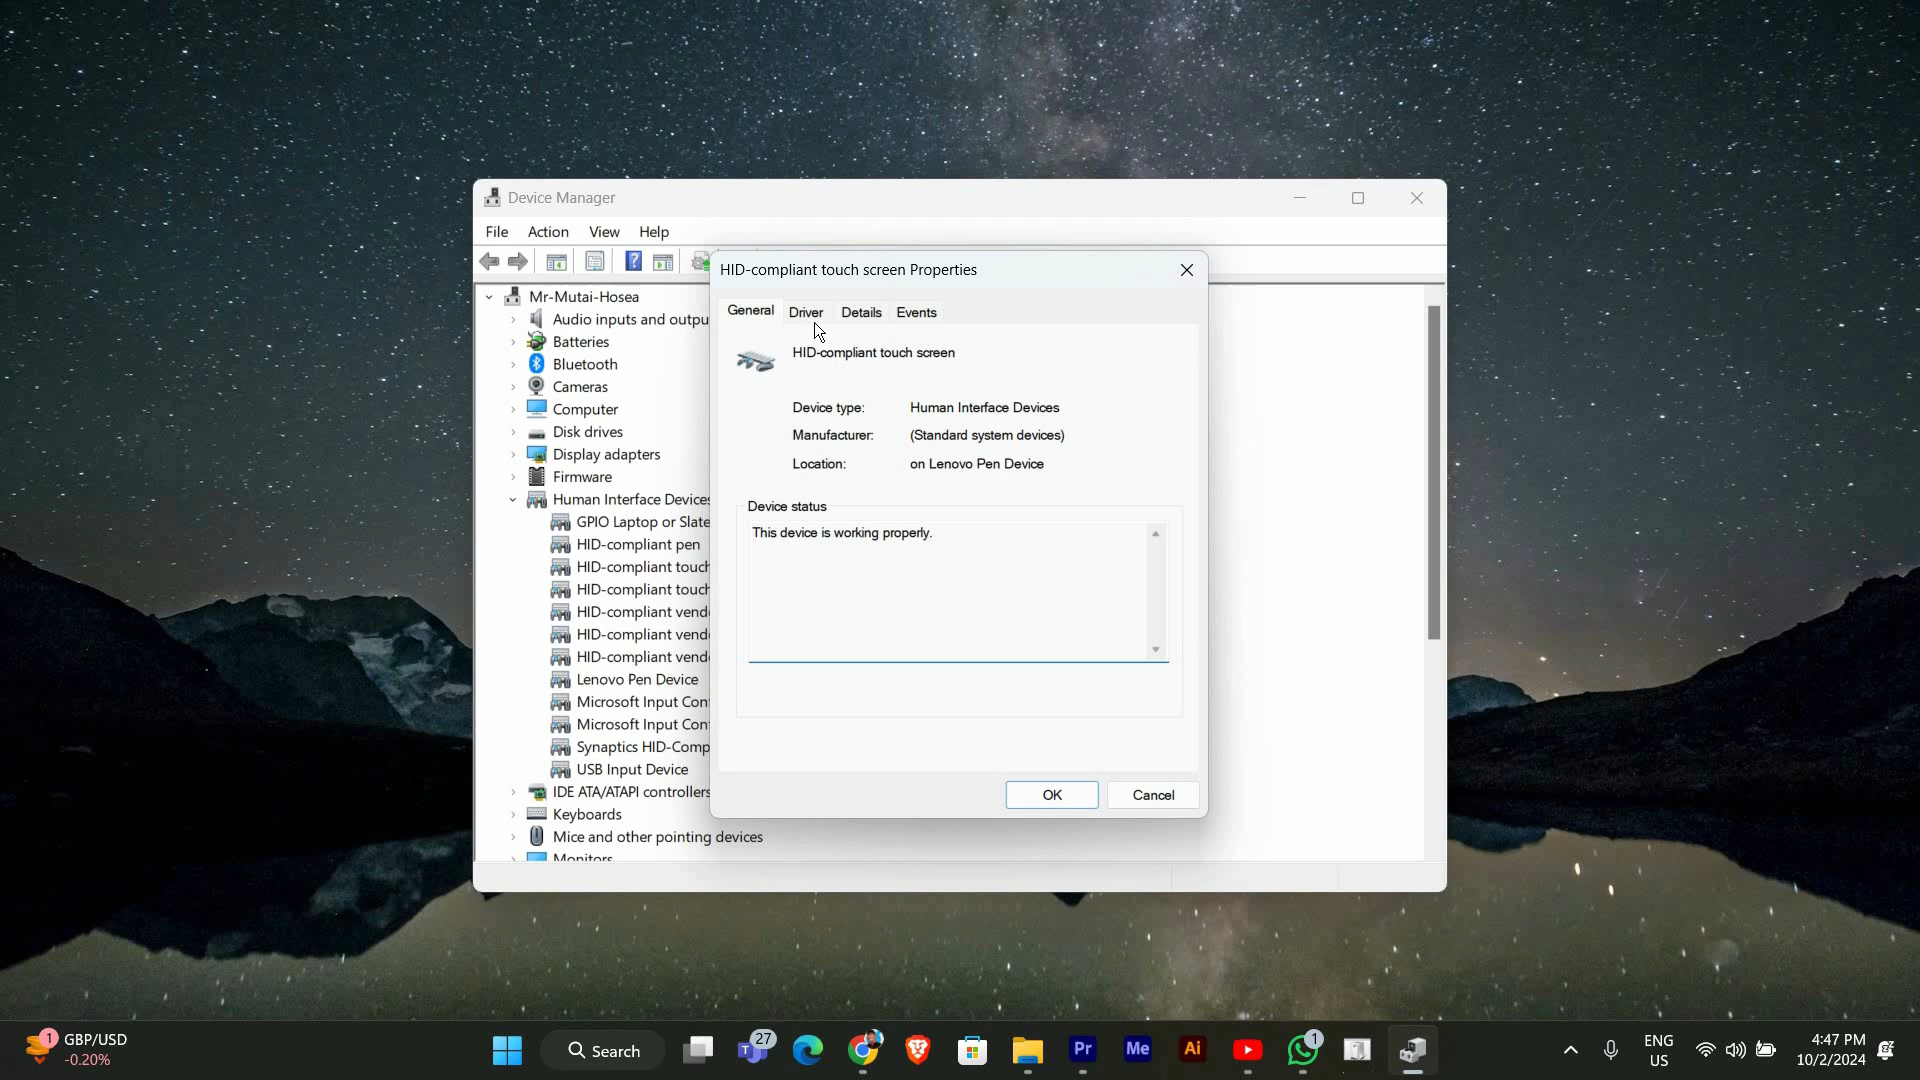 Device Manager
File Action View Help
HID-compliant touch screen Properties
General Driver Details Events
HID-compliant touch screen
Device type: Human Interface Devices
Manufacturer: (Standard system devices)
Location: on Lenovo Pen Device
Device status
This device is working properly.
OK Cancel
Mr-Mutai-Hosea
Audio inputs and outpu
Batteries
Bluetooth
Cameras
Computer
Disk drives
Display adapters
Firmware
Human Interface Devices
GPIO Laptop or Slate
HID-compliant pen
HID-compliant touch
HID-compliant touch
HID-compliant vend
HID-compliant vend
HID-compliant vend
Lenovo Pen Device
Microsoft Input Con
Microsoft Input Con
Synaptics HID-Comp
USB Input Device
IDE ATA/ATAPI controllers
Keyboards
Mice and other pointing devices
Monitors
1
GBP/USD
-0.20%
Search
27
Pr
Me
Ai
1
ENG
US
4:47 PM
10/2/2024